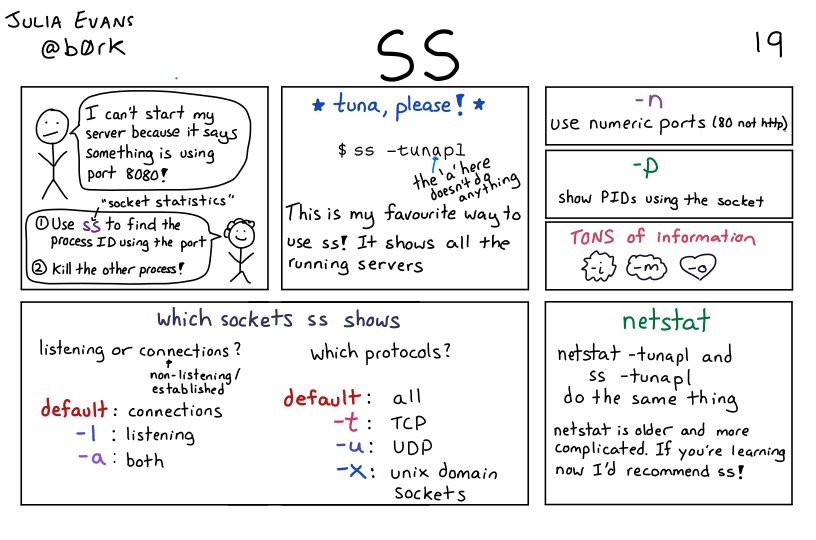 JULIA EVANS
@b0rk
ss
19
I can't start my
server because it says
something is using
port 8080!
"socket statistics"
① Use ss to find the
process ID using the port
② Kill the other process!
★ tuna, please! ★
$ ss -tunapl
the 'a' here
doesn't do
anything
This is my favourite way to
use ss! It shows all the
running servers
-n
use numeric ports (80 not http)
-p
show PIDs using the socket
TONS of information
-i -m -o
which sockets ss shows
listening or connections?
non-listening/
established
default: connections
-l : listening
-a : both
which protocols?
default: all
-t: TCP
-u: UDP
-x: unix domain
sockets
netstat
netstat -tunapl and
ss -tunapl
do the same thing
netstat is older and more
complicated. If you're learning
now I'd recommend ss!